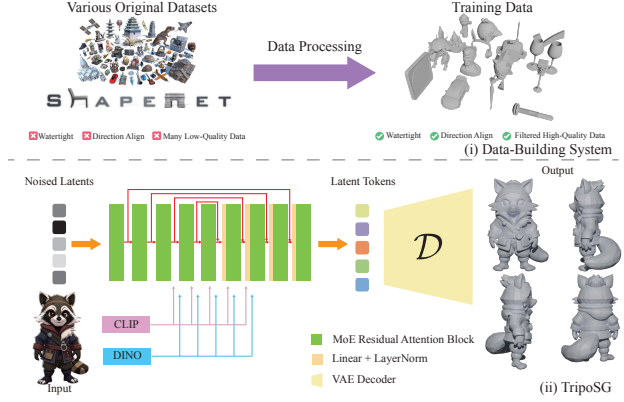 Various Original Datasets
Training Data
Data Processing
SHAPENET
Watertight
Direction Align
Many Low-Quality Data
Watertight
Direction Align
Filtered High-Quality Data
(i) Data-Building System
Noised Latents
Latent Tokens
Output
D
CLIP
DINO
MoE Residual Attention Block
Linear + LayerNorm
VAE Decoder
Input
(ii) TripoSG